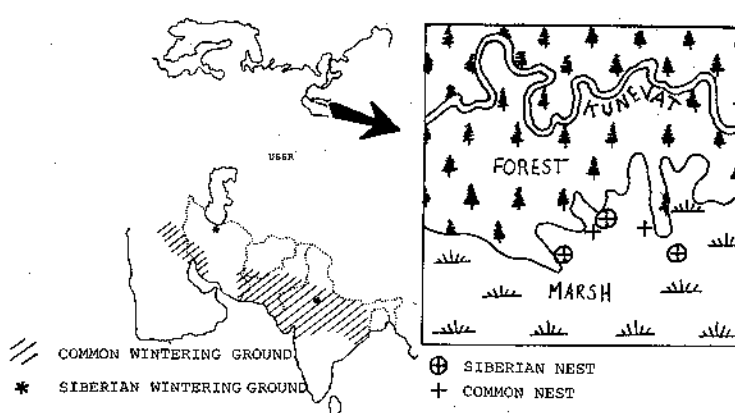 USSR
KUNEVAT
FOREST
MARSH
COMMON WINTERING GROUND
* SIBERIAN WINTERING GROUND
SIBERIAN NEST
COMMON NEST